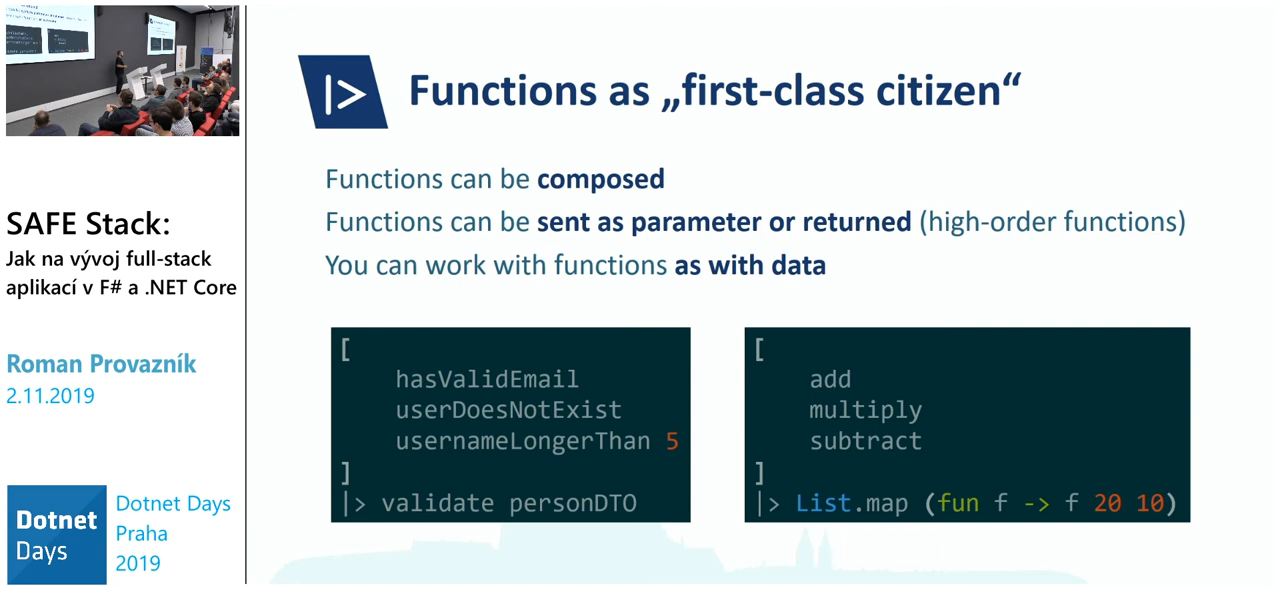 SAFE Stack:
Jak na vývoj full-stack
aplikací v F# a .NET Core
Roman Provazník
2.11.2019
Dotnet
Days
Dotnet Days
Praha
2019
|> Functions as „first-class citizen“
Functions can be composed
Functions can be sent as parameter or returned (high-order functions)
You can work with functions as with data
[
hasValidEmail
userDoesNotExist
usernameLongerThan 5
]
|> validate personDTO
[
add
multiply
subtract
]
|> List.map (fun f -> f 20 10)